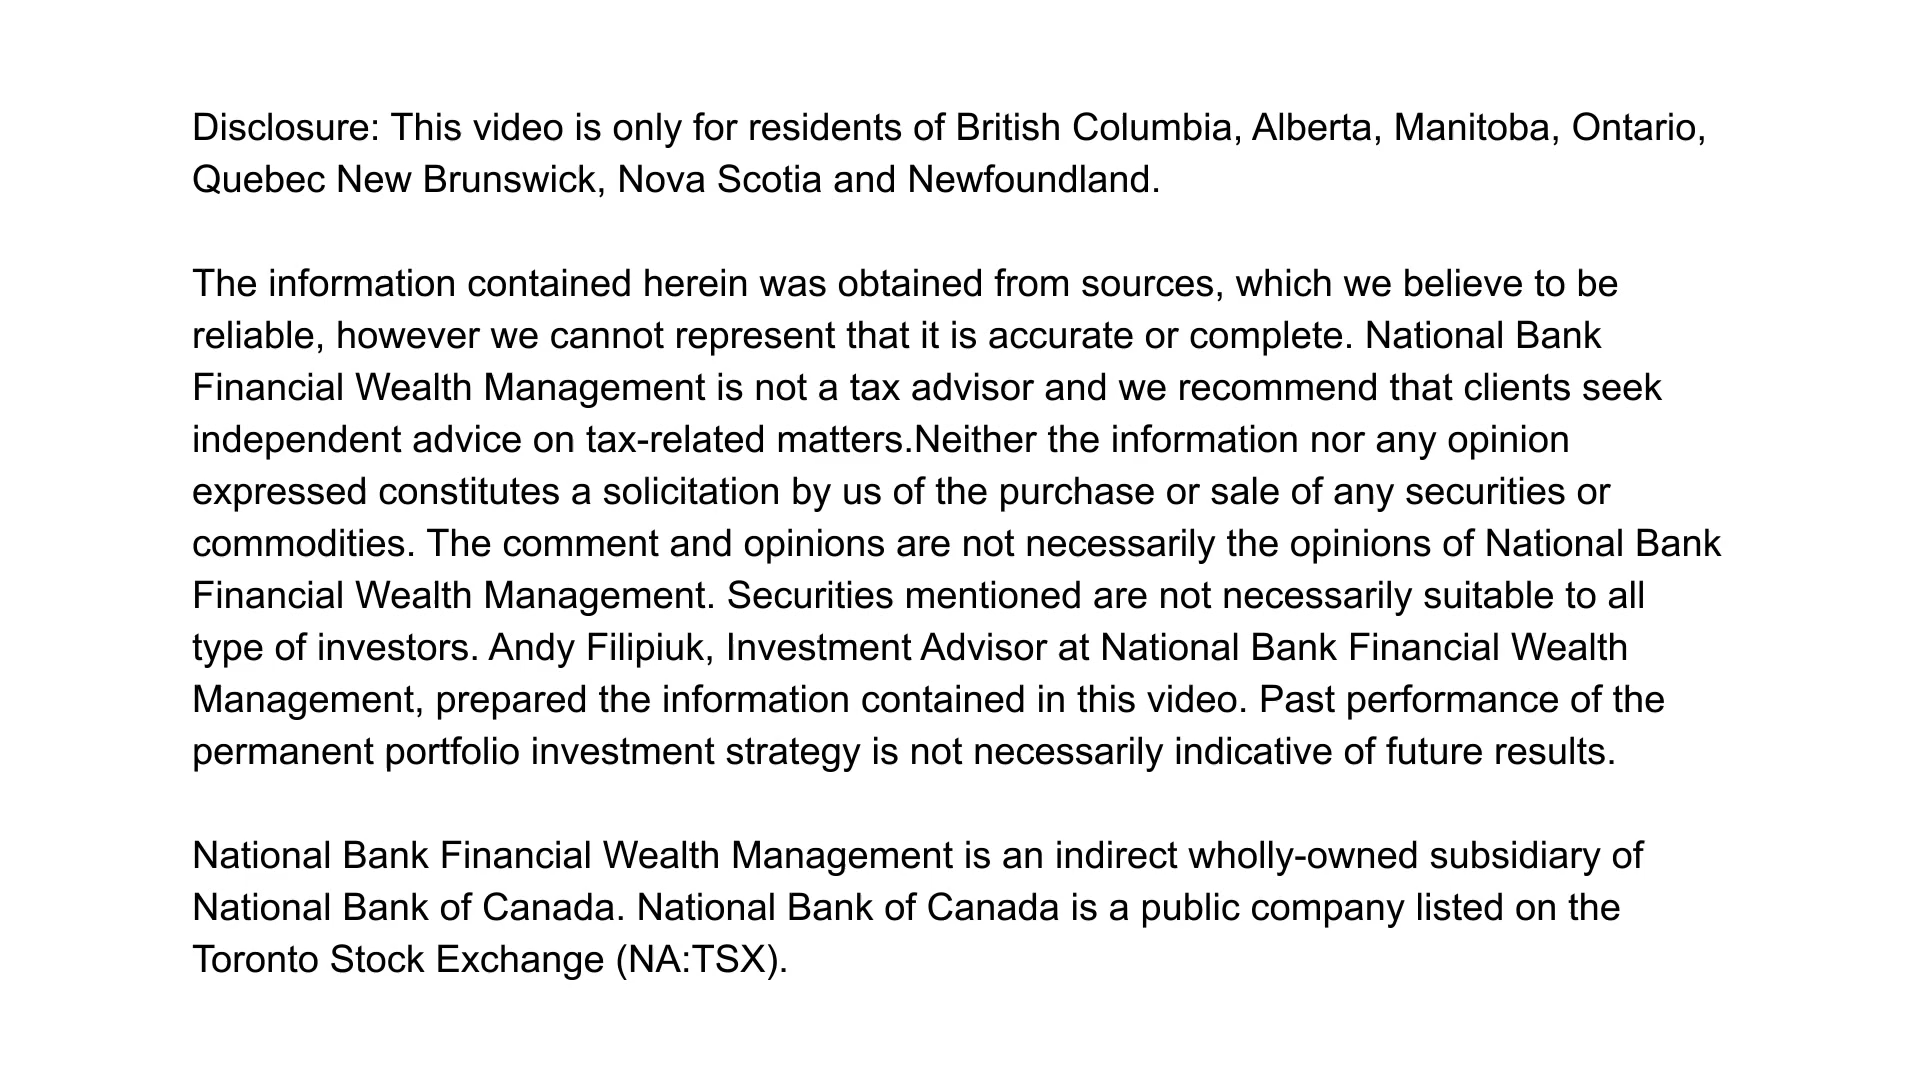 Disclosure: This video is only for residents of British Columbia, Alberta, Manitoba, Ontario,
Quebec New Brunswick, Nova Scotia and Newfoundland.
The information contained herein was obtained from sources, which we believe to be
reliable, however we cannot represent that it is accurate or complete. National Bank
Financial Wealth Management is not a tax advisor and we recommend that clients seek
independent advice on tax-related matters.Neither the information nor any opinion
expressed constitutes a solicitation by us of the purchase or sale of any securities or
commodities. The comment and opinions are not necessarily the opinions of National Bank
Financial Wealth Management. Securities mentioned are not necessarily suitable to all
type of investors. Andy Filipiuk, Investment Advisor at National Bank Financial Wealth
Management, prepared the information contained in this video. Past performance of the
permanent portfolio investment strategy is not necessarily indicative of future results.
National Bank Financial Wealth Management is an indirect wholly-owned subsidiary of
National Bank of Canada. National Bank of Canada is a public company listed on the
Toronto Stock Exchange (NA:TSX).